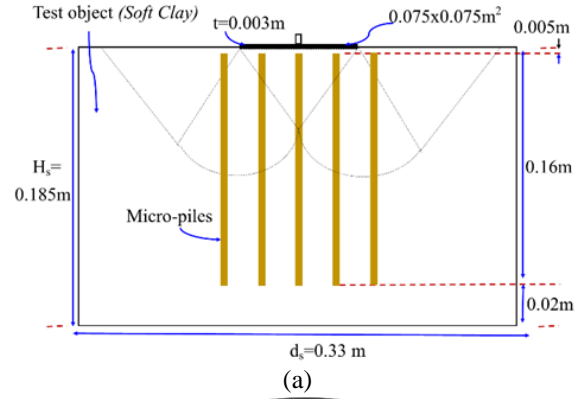 Test object (Soft Clay)
t=0.003m
0.075x0.075m²
0.005m
Hₛ=
0.185m
0.16m
Micro-piles
0.02m
dₛ=0.33 m
(a)